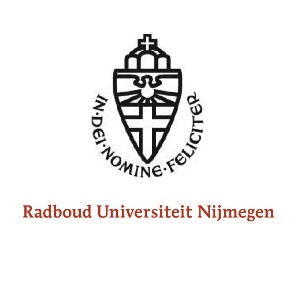 IN·DEI·NOMINE·FELICITER
Radboud Universiteit Nijmegen